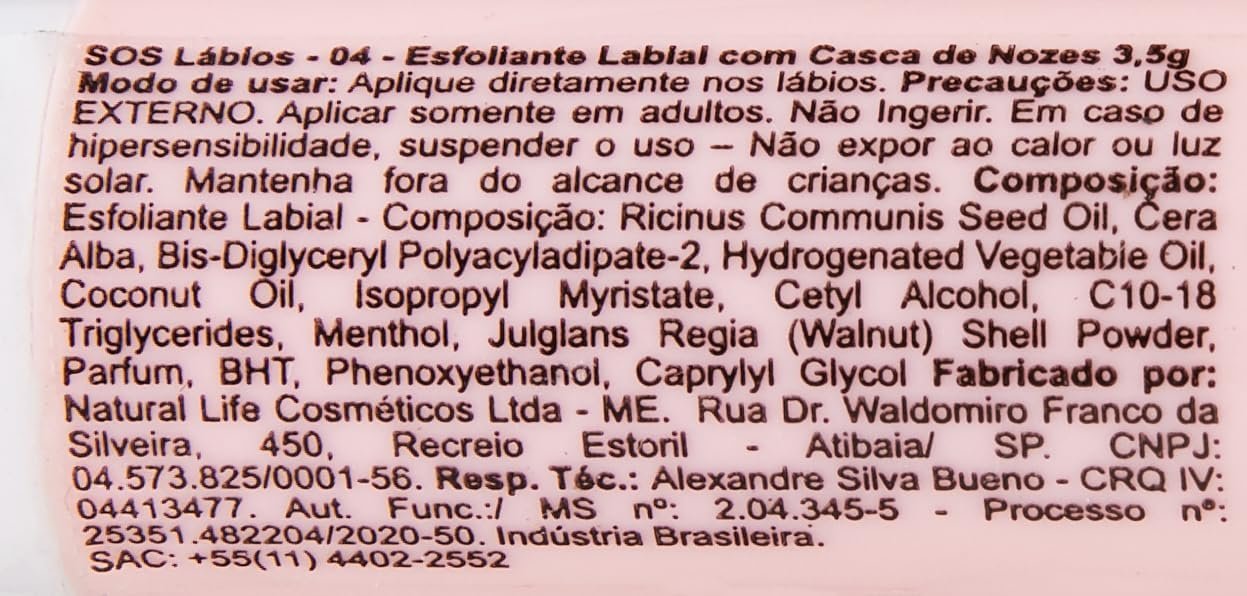 SOS Lábios - 04 - Esfoliante Labial com Casca de Nozes 3,5g
Modo de usar: Aplique diretamente nos lábios. Precauções: USO
EXTERNO. Aplicar somente em adultos. Não Ingerir. Em caso de
hipersensibilidade, suspender o uso – Não expor ao calor ou luz
solar. Mantenha fora do alcance de crianças. Composição:
Esfoliante Labial - Composição: Ricinus Communis Seed Oil, Cera
Alba, Bis-Diglyceryl Polyacyladipate-2, Hydrogenated Vegetable Oil,
Coconut Oil, Isopropyl Myristate, Cetyl Alcohol, C10-18
Triglycerides, Menthol, Julglans Regia (Walnut) Shell Powder,
Parfum, BHT, Phenoxyethanol, Caprylyl Glycol Fabricado por:
Natural Life Cosméticos Ltda - ME. Rua Dr. Waldomiro Franco da
Silveira, 450, Recreio Estoril - Atibaia/ SP. CNPJ:
04.573.825/0001-56. Resp. Téc.: Alexandre Silva Bueno - CRQ IV:
04413477. Aut. Func.:/ MS nº: 2.04.345-5 - Processo nº:
25351.482204/2020-50. Indústria Brasileira.
SAC: +55(11) 4402-2552